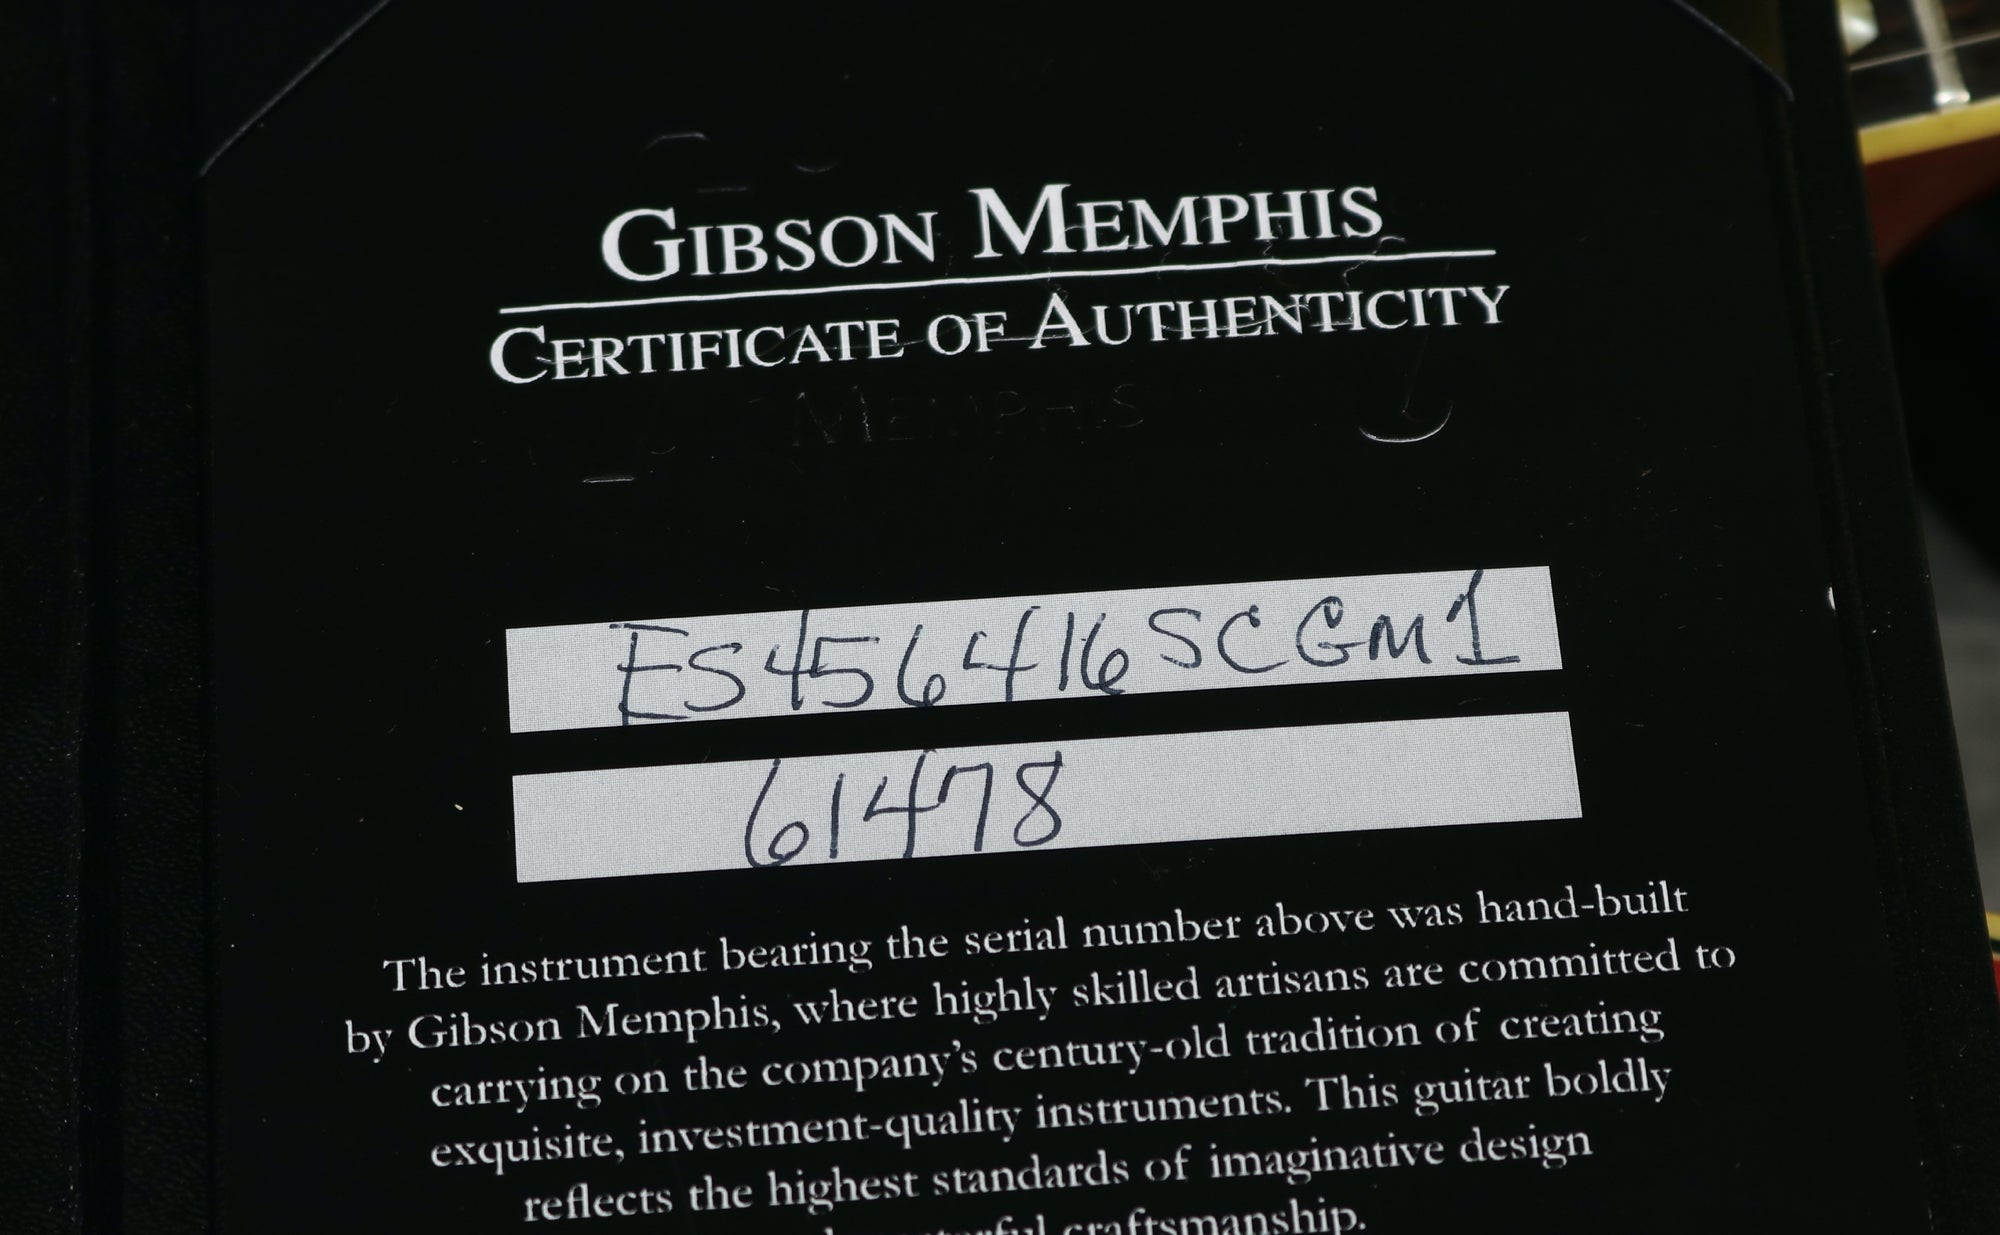 GIBSON MEMPHIS
CERTIFICATE OF AUTHENTICITY
MEMPHIS
ES456416SCGM1
61478
The instrument bearing the serial number above was hand-built
by Gibson Memphis, where highly skilled artisans are committed to
carrying on the company's century-old tradition of creating
exquisite, investment-quality instruments. This guitar boldly
reflects the highest standards of imaginative design
craftsmanship.